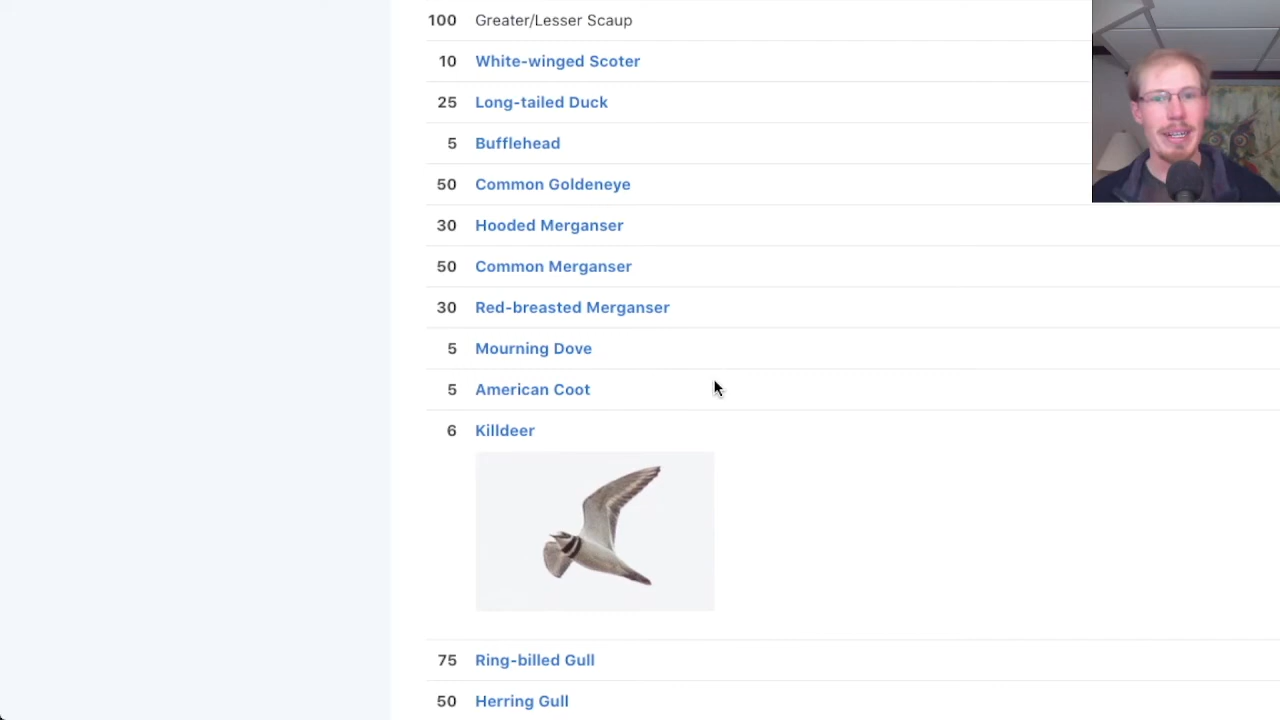 100 Greater/Lesser Scaup
10 White-winged Scoter
25 Long-tailed Duck
5 Bufflehead
50 Common Goldeneye
30 Hooded Merganser
50 Common Merganser
30 Red-breasted Merganser
5 Mourning Dove
5 American Coot
6 Killdeer
75 Ring-billed Gull
50 Herring Gull